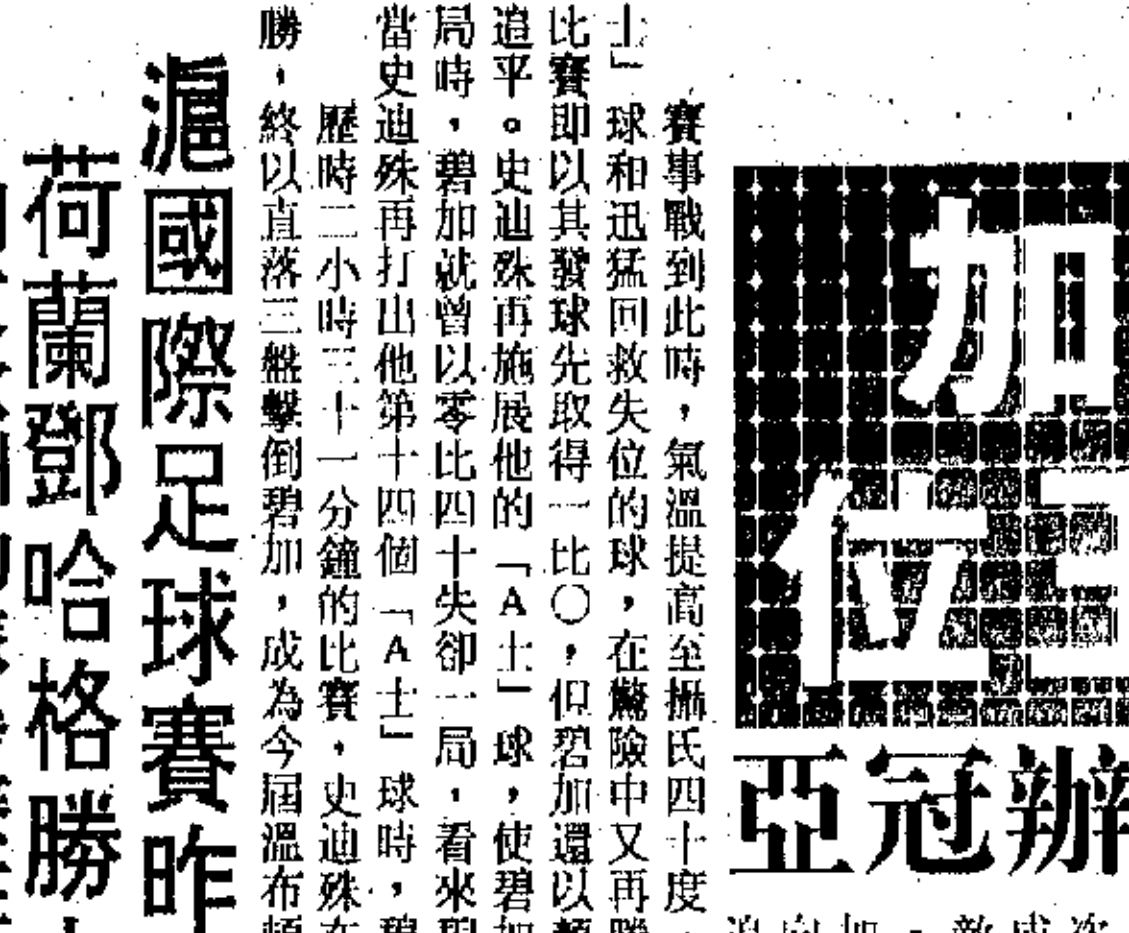 加
位
亞冠辦
賽事戰到此時，氣溫提高至攝氏四十度
士」球和迅猛回救失位的球，在驚險中又再勝
比賽即以其發球先取得一比〇，但碧加還以
追平。史迪殊再施展他的「A士」球，使碧加
局時，碧加就曾以零比四十失卻一局，看來
當史迪殊再打出他第十四個「A士」球時，碧
歷時二小時三十一分鐘的比賽，史迪殊在
勝，終以直落三盤擊倒碧加，成為今屆溫布頓
滬國際足球賽昨
荷蘭鄧哈格勝